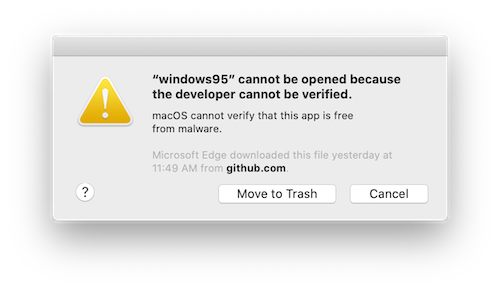 “windows95” cannot be opened because
the developer cannot be verified.
macOS cannot verify that this app is free
from malware.
Microsoft Edge downloaded this file yesterday at
11:49 AM from github.com.
?
Move to Trash
Cancel